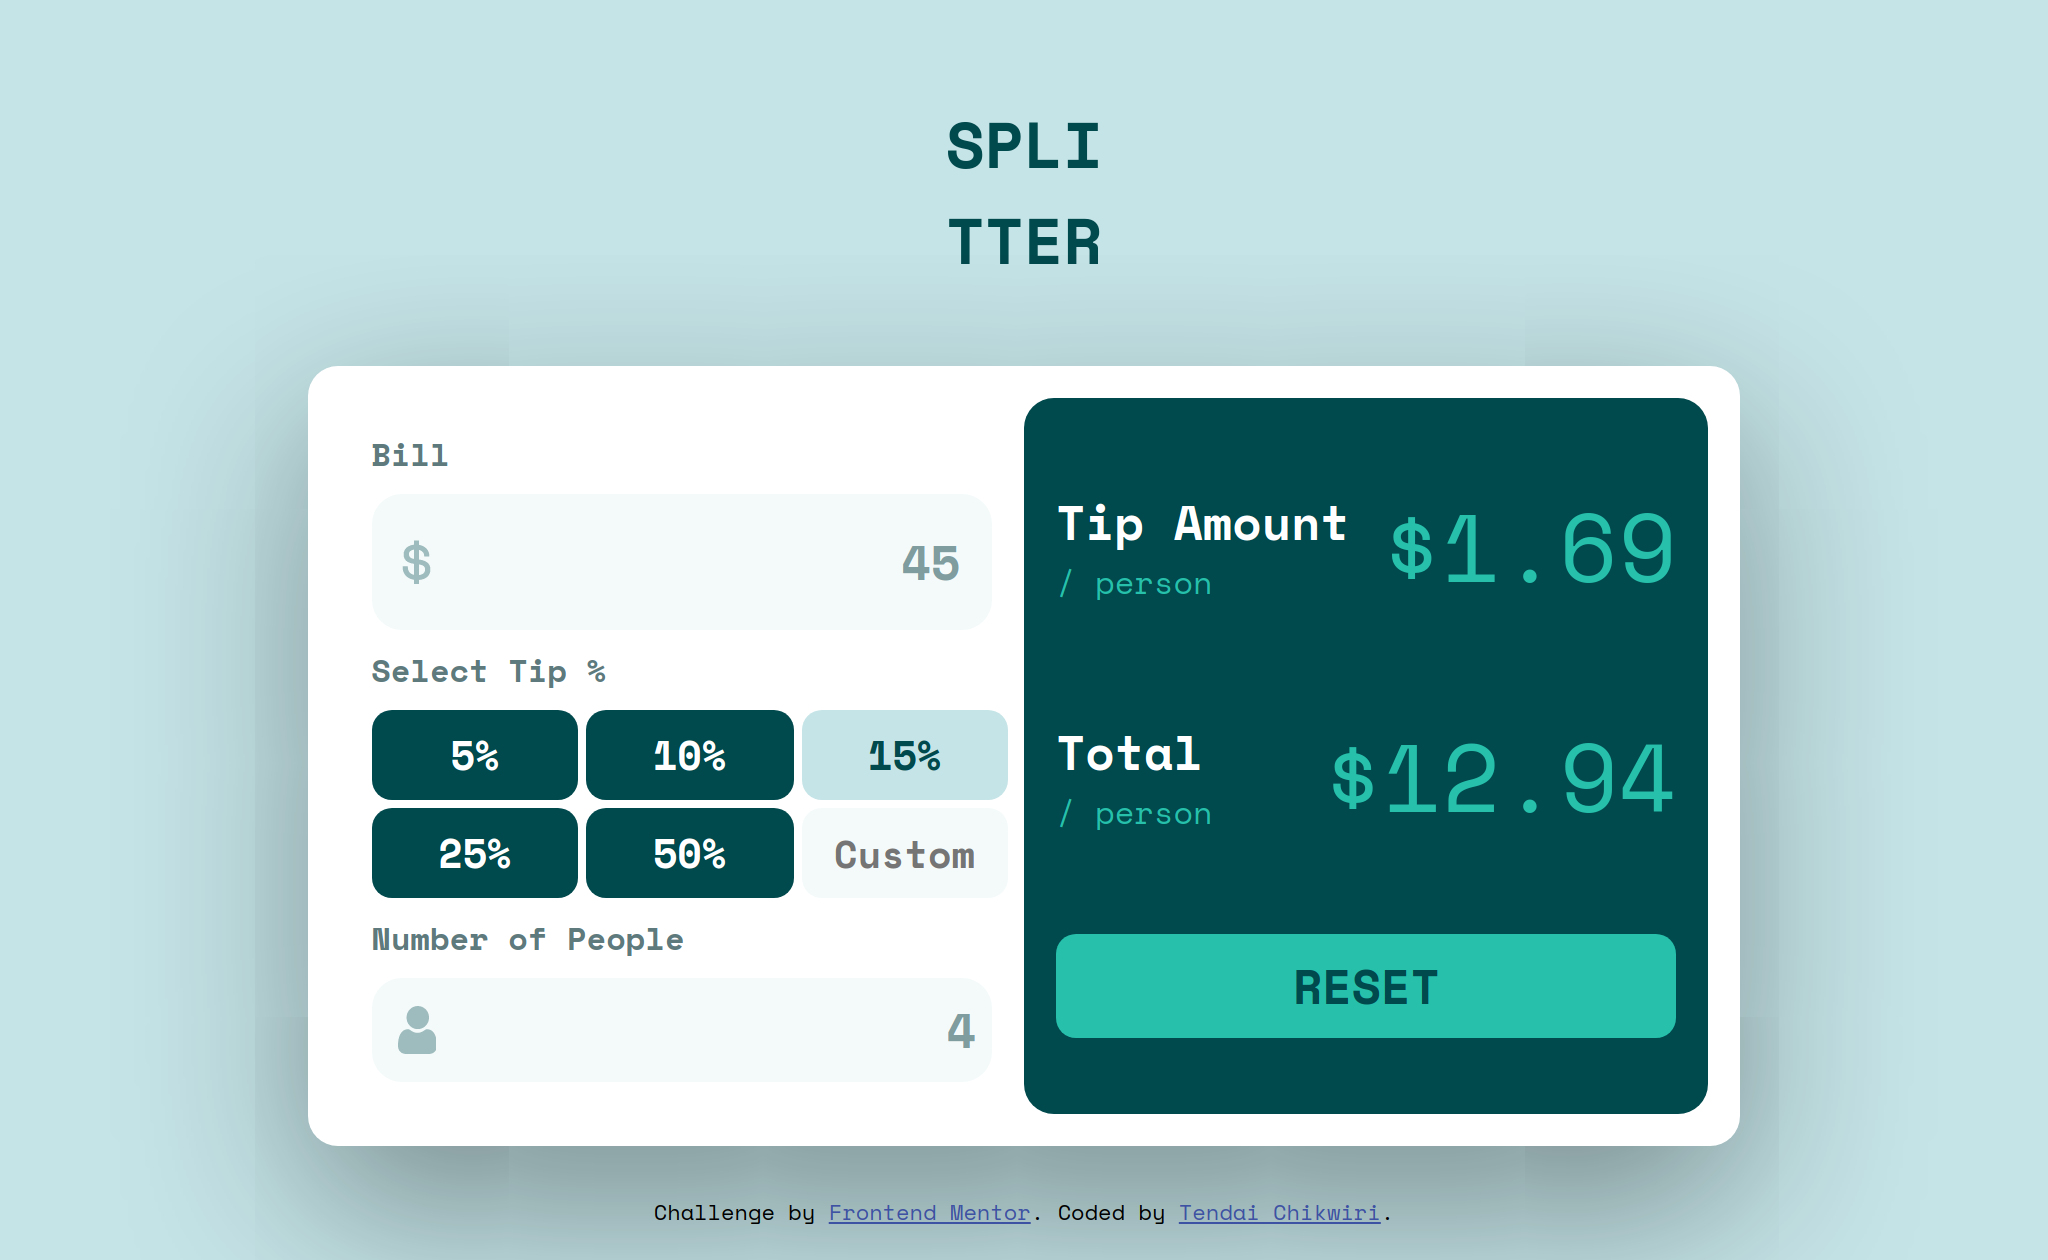 SPLI
TTER
Bill
$ 45
Select Tip %
5% 10% 15%
25% 50% Custom
Number of People
4
Tip Amount
/ person
$1.69
Total
/ person
$12.94
RESET
Challenge by Frontend Mentor. Coded by Tendai Chikwiri.